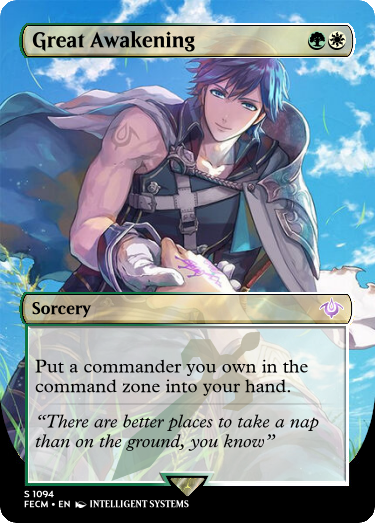 Great Awakening
Sorcery
Put a commander you own in the
command zone into your hand.
“There are better places to take a nap
than on the ground, you know”
S 1094
FECM • EN INTELLIGENT SYSTEMS